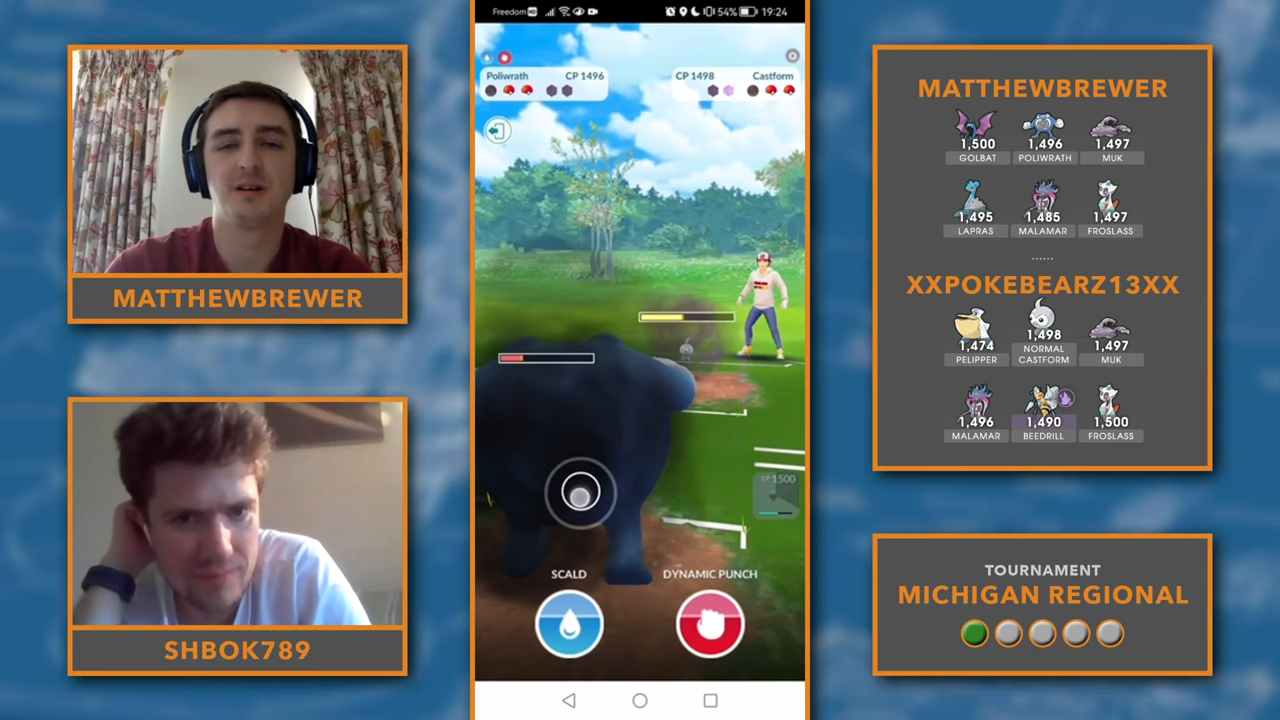 MATTHEWBREWER
SHBOK789
Freedom HD
54%
19:24
Poliwrath CP 1496
CP 1498 Castform
CP 1500
SCALD
DYNAMIC PUNCH
MATTHEWBREWER
1,500 1,496 1,497
GOLBAT POLIWRATH MUK
1,495 1,485 1,497
LAPRAS MALAMAR FROSLASS
......
XXPOKEBEARZ13XX
1,474 1,498 1,497
PELIPPER NORMAL CASTFORM MUK
1,496 1,490 1,500
MALAMAR BEEDRILL FROSLASS
TOURNAMENT
MICHIGAN REGIONAL